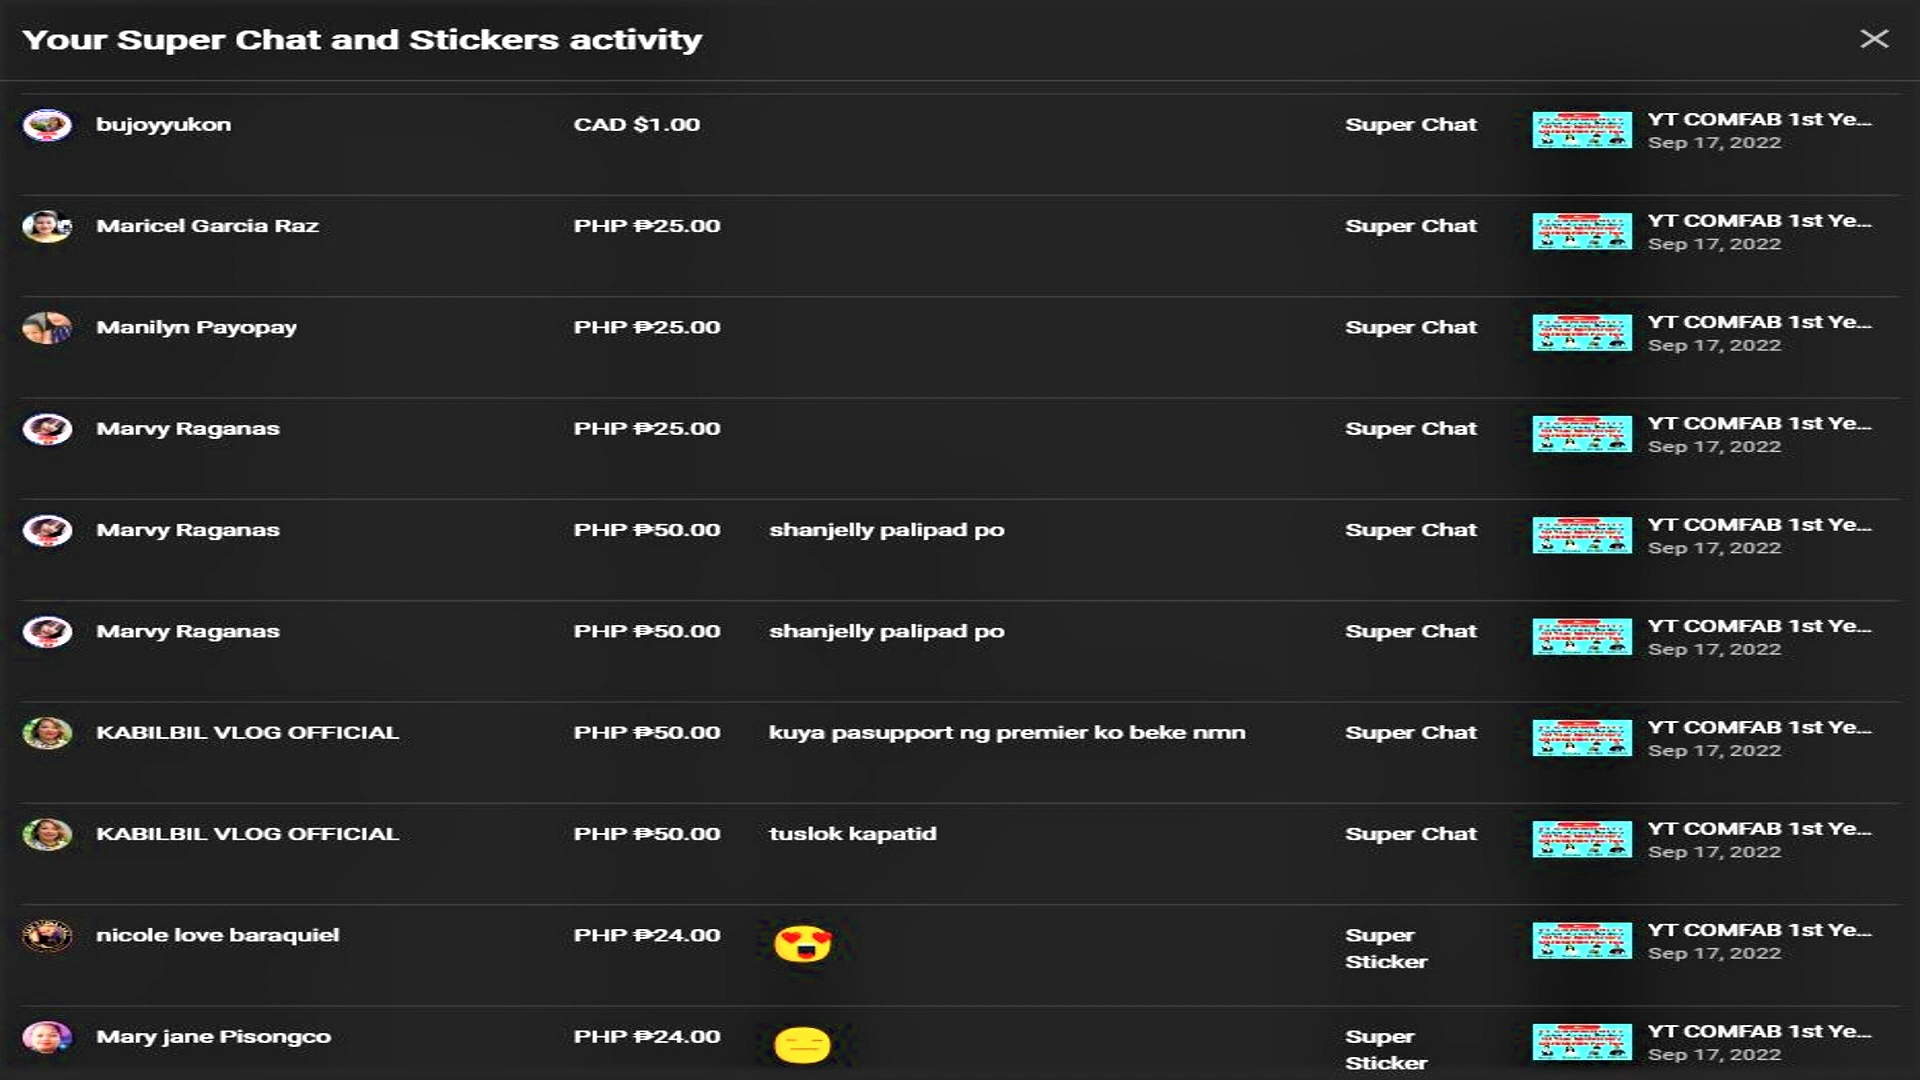 Your Super Chat and Stickers activity
bujoyyukon CAD $1.00 Super Chat YT COMFAB 1st Ye...
Sep 17, 2022
Maricel Garcia Raz PHP ₱25.00 Super Chat YT COMFAB 1st Ye...
Sep 17, 2022
Manilyn Payopay PHP ₱25.00 Super Chat YT COMFAB 1st Ye...
Sep 17, 2022
Marvy Raganas PHP ₱25.00 Super Chat YT COMFAB 1st Ye...
Sep 17, 2022
Marvy Raganas PHP ₱50.00 shanjelly palipad po Super Chat YT COMFAB 1st Ye...
Sep 17, 2022
Marvy Raganas PHP ₱50.00 shanjelly palipad po Super Chat YT COMFAB 1st Ye...
Sep 17, 2022
KABILBIL VLOG OFFICIAL PHP ₱50.00 kuya pasupport ng premier ko beke nmn Super Chat YT COMFAB 1st Ye...
Sep 17, 2022
KABILBIL VLOG OFFICIAL PHP ₱50.00 tuslok kapatid Super Chat YT COMFAB 1st Ye...
Sep 17, 2022
nicole love baraquiel PHP ₱24.00 Super Sticker YT COMFAB 1st Ye...
Sep 17, 2022
Mary jane Pisongco PHP ₱24.00 Super Sticker YT COMFAB 1st Ye...
Sep 17, 2022